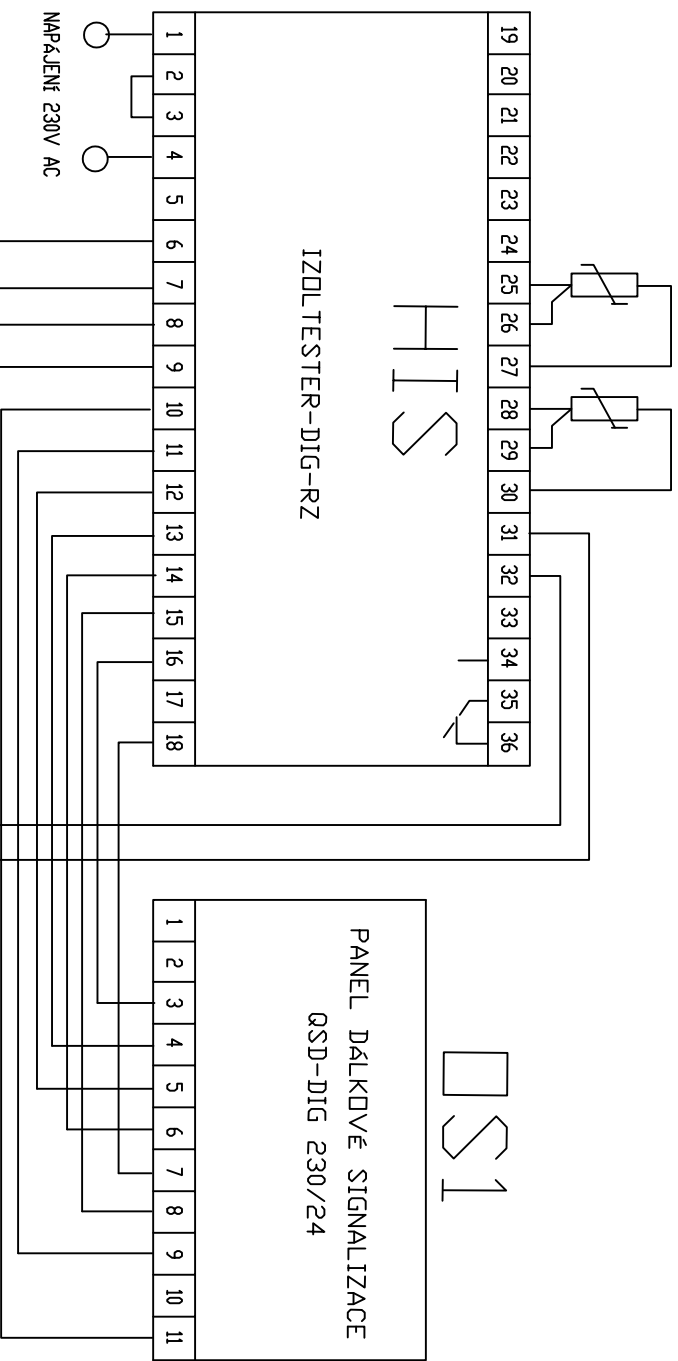 19 20 21 22 23 24 25 26 27 28 29 30 31 32 33 34 35 36
HIS
IZOLTESTER-DIG-RZ
1 2 3 4 5 6 7 8 9 10 11 12 13 14 15 16 17 18
NAPÁJENÍ 230V AC
OS1
PANEL DÁLKOVÉ SIGNALIZACE
QSD-DIG 230/24
1 2 3 4 5 6 7 8 9 10 11